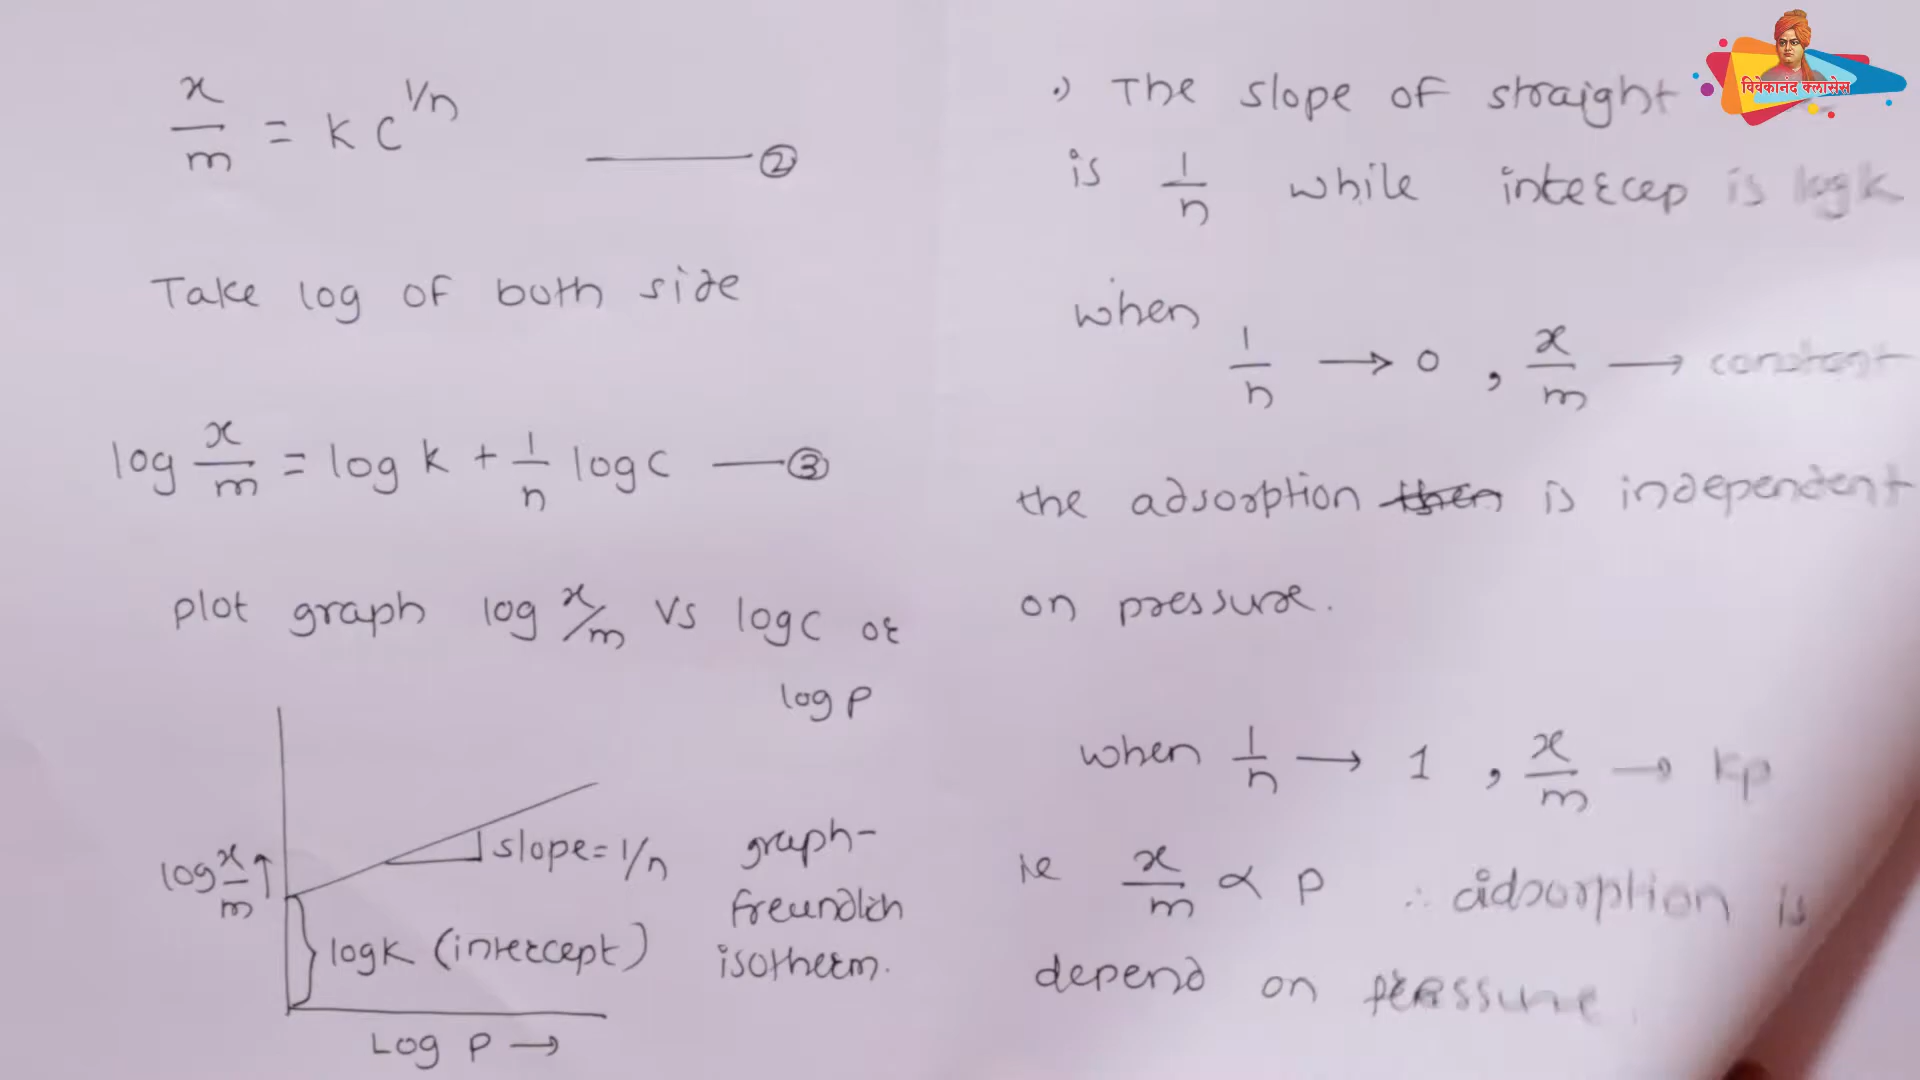 x/m = k c^1/n ——— ②
Take log of both side
log x/m = log k + 1/n log c —— ③
plot graph log x/m vs log c or
log p
log x/m ↑
slope = 1/n
log k (intercept)
Log P →
graph-
freundlich
isotherm.
•) The slope of straight
is 1/n while intercep is log k
when 1/n → 0 , x/m → constant
the adsorption then is independent
on pressure.
when 1/n → 1 , x/m → kp
ie x/m ∝ p ∴ adsorption is
depend on pressure.
विवेकानंद क्लासेस